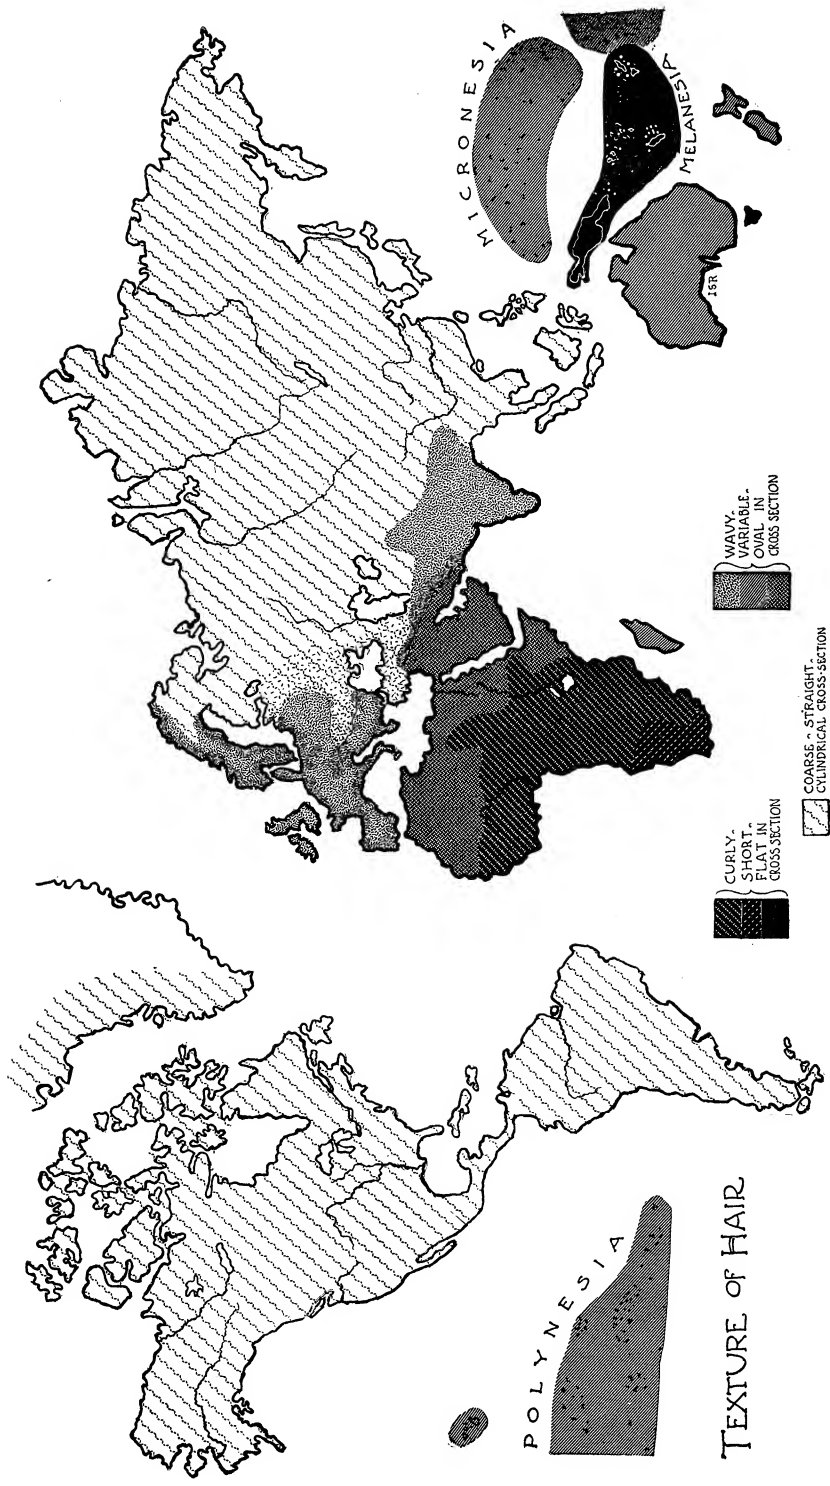 MICRONESIA
MELANESIA
ISR
POLYNESIA
TEXTURE OF HAIR
CURLY-
SHORT-
FLAT IN
CROSS SECTION
COARSE - STRAIGHT-
CYLINDRICAL CROSS-SECTION
WAVY-
VARIABLE-
OVAL IN
CROSS SECTION